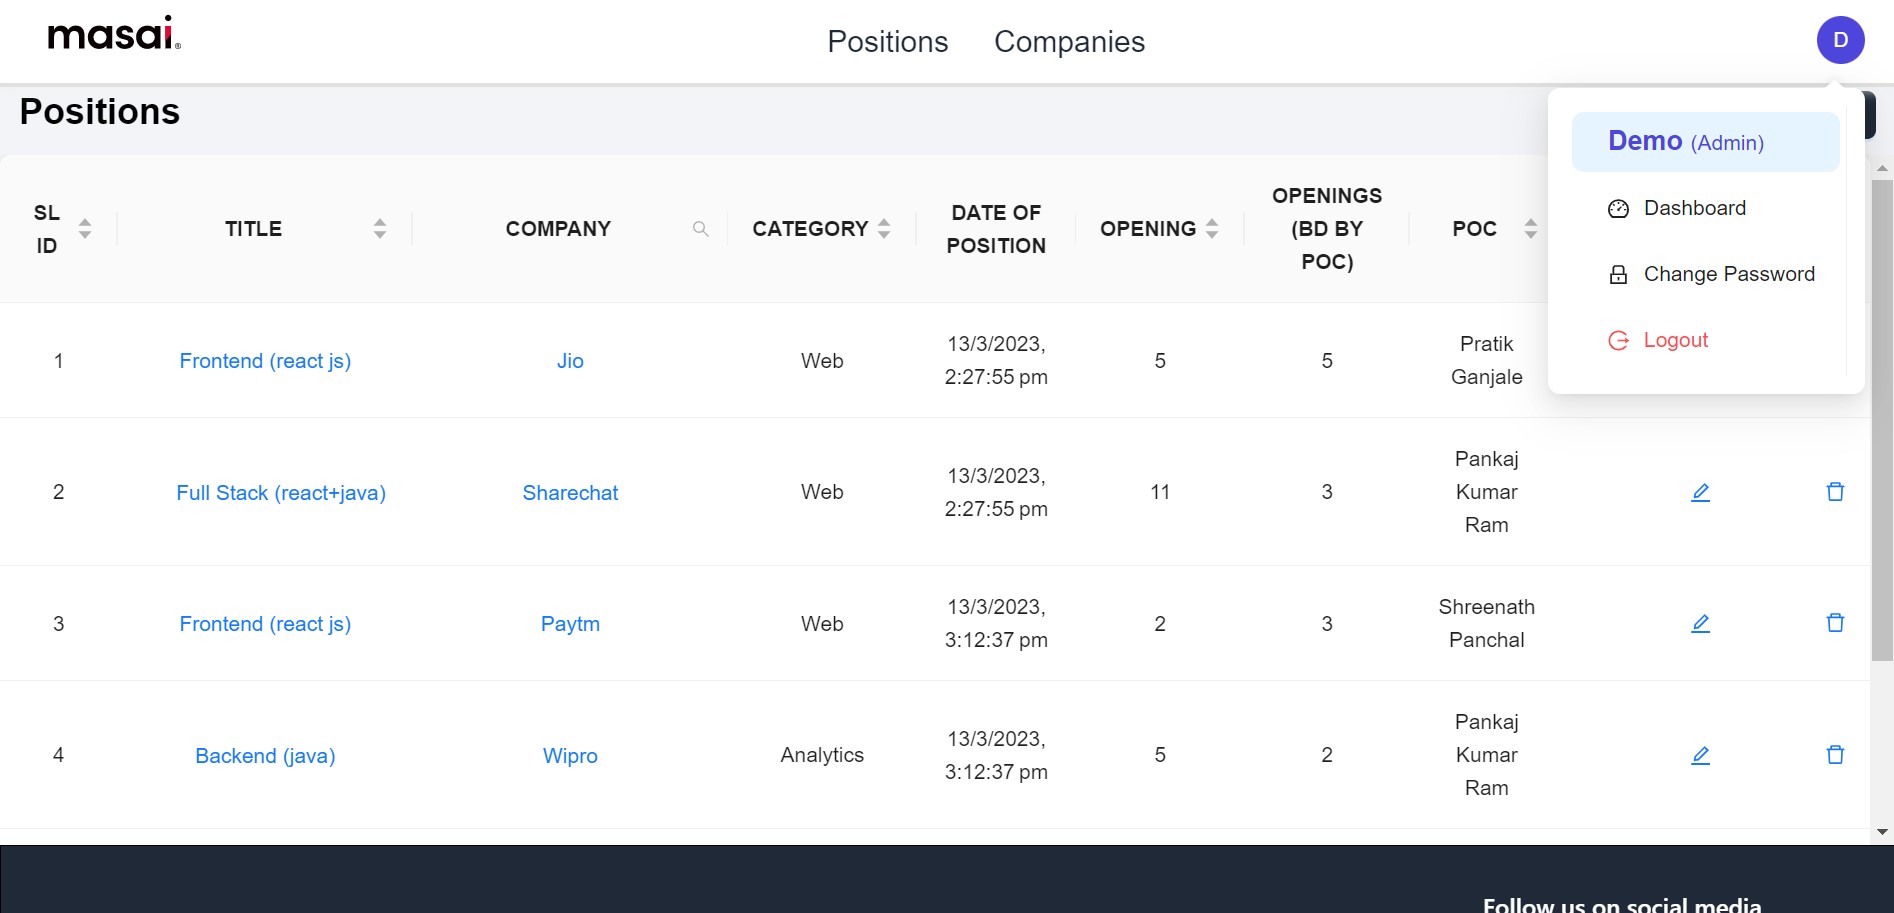 masai.
Positions Companies
D
Positions
Demo (Admin)
Dashboard
Change Password
Logout
SL ID TITLE COMPANY CATEGORY DATE OF POSITION OPENING OPENINGS (BD BY POC) POC
1 Frontend (react js) Jio Web 13/3/2023, 2:27:55 pm 5 5 Pratik Ganjale
2 Full Stack (react+java) Sharechat Web 13/3/2023, 2:27:55 pm 11 3 Pankaj Kumar Ram
3 Frontend (react js) Paytm Web 13/3/2023, 3:12:37 pm 2 3 Shreenath Panchal
4 Backend (java) Wipro Analytics 13/3/2023, 3:12:37 pm 5 2 Pankaj Kumar Ram
Follow us on social media